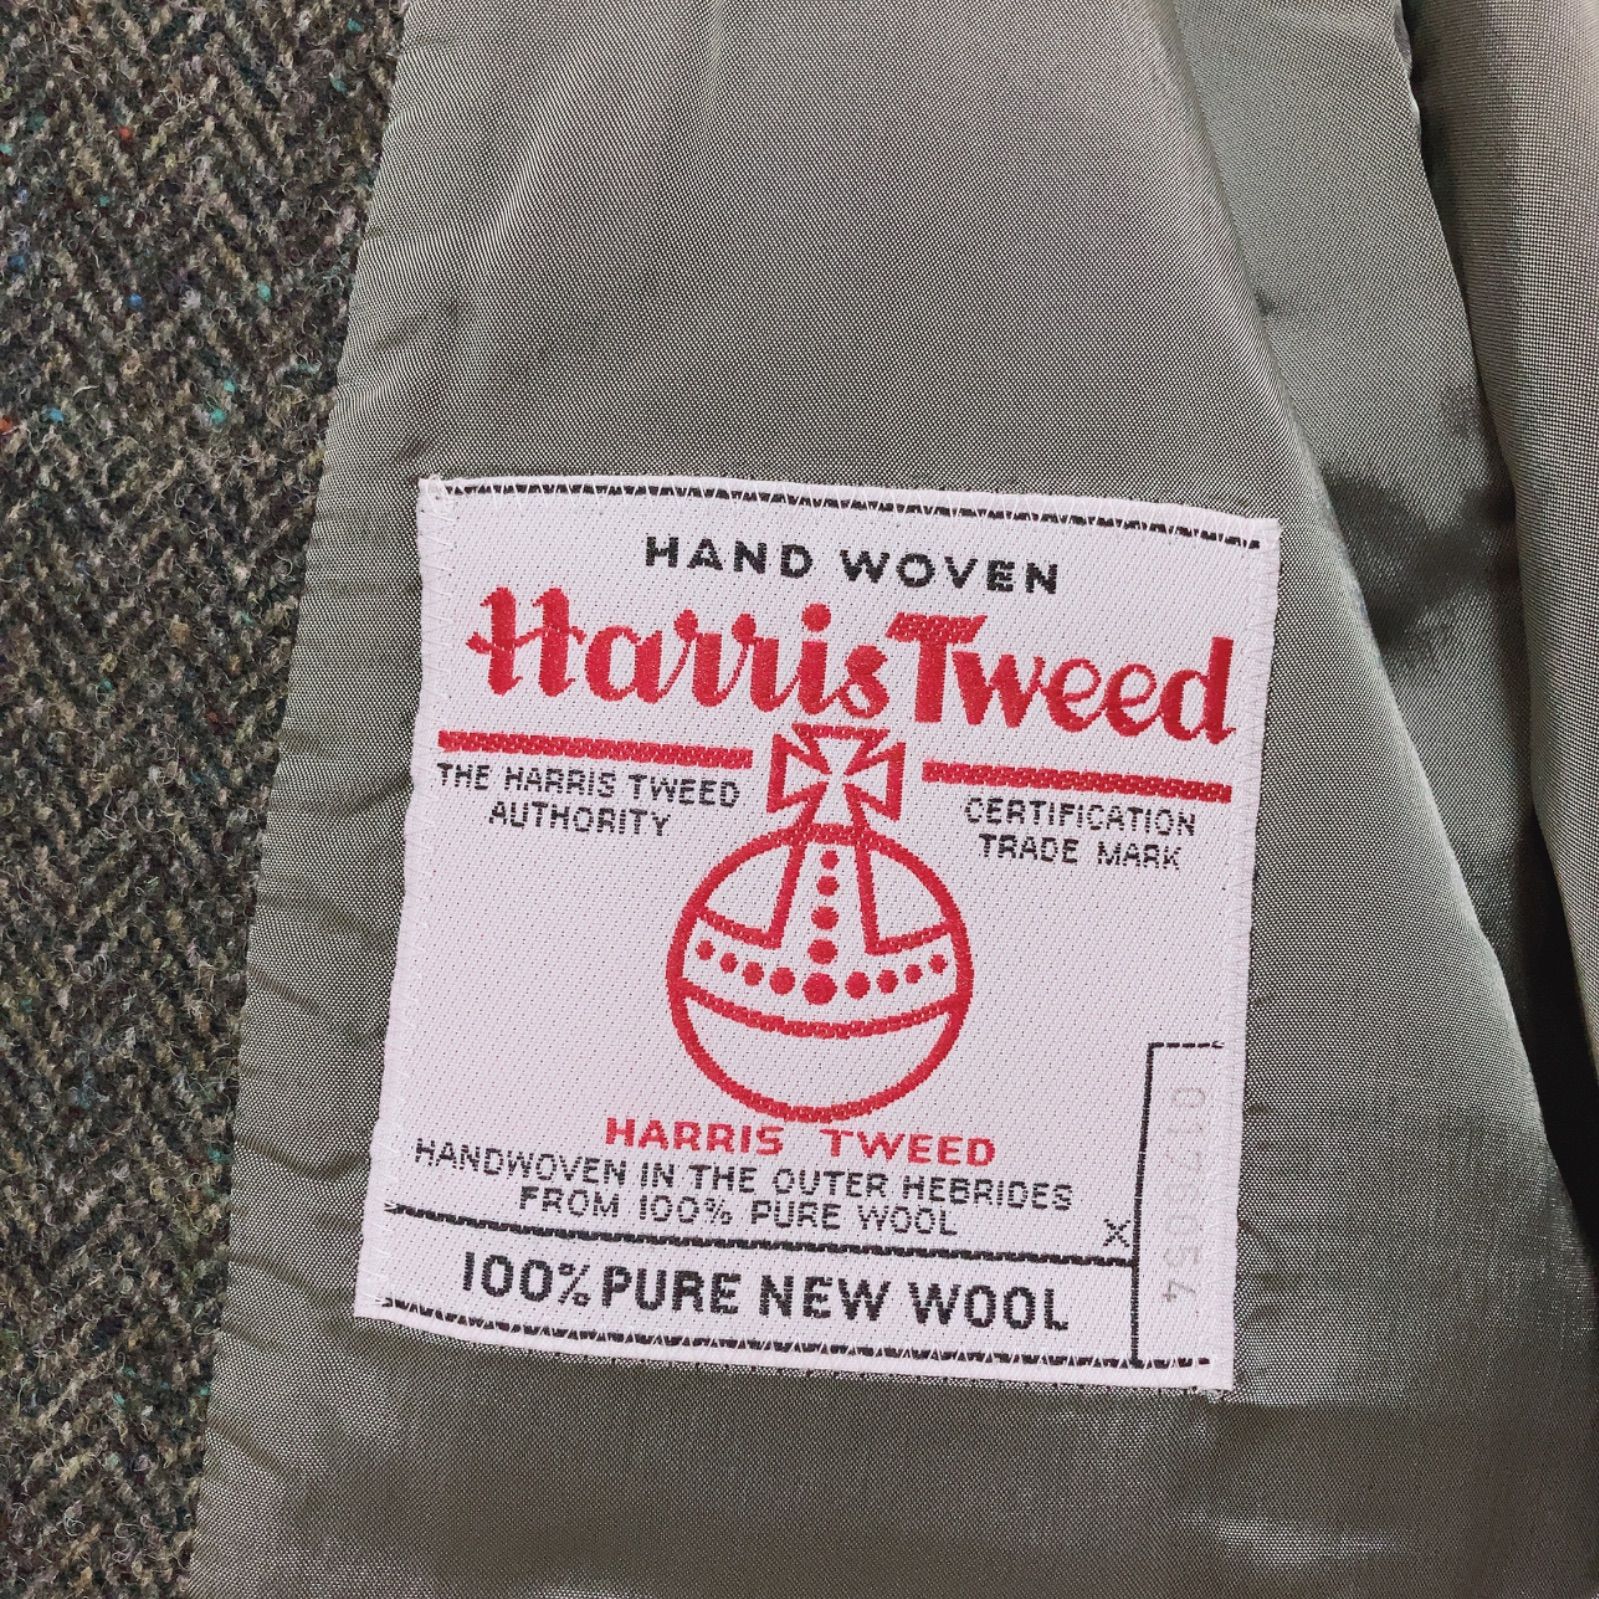 HAND WOVEN
Harris Tweed
THE HARRIS TWEED
AUTHORITY
CERTIFICATION
TRADE MARK
HARRIS TWEED
HANDWOVEN IN THE OUTER HEBRIDES
FROM 100% PURE WOOL
X
100% PURE NEW WOOL